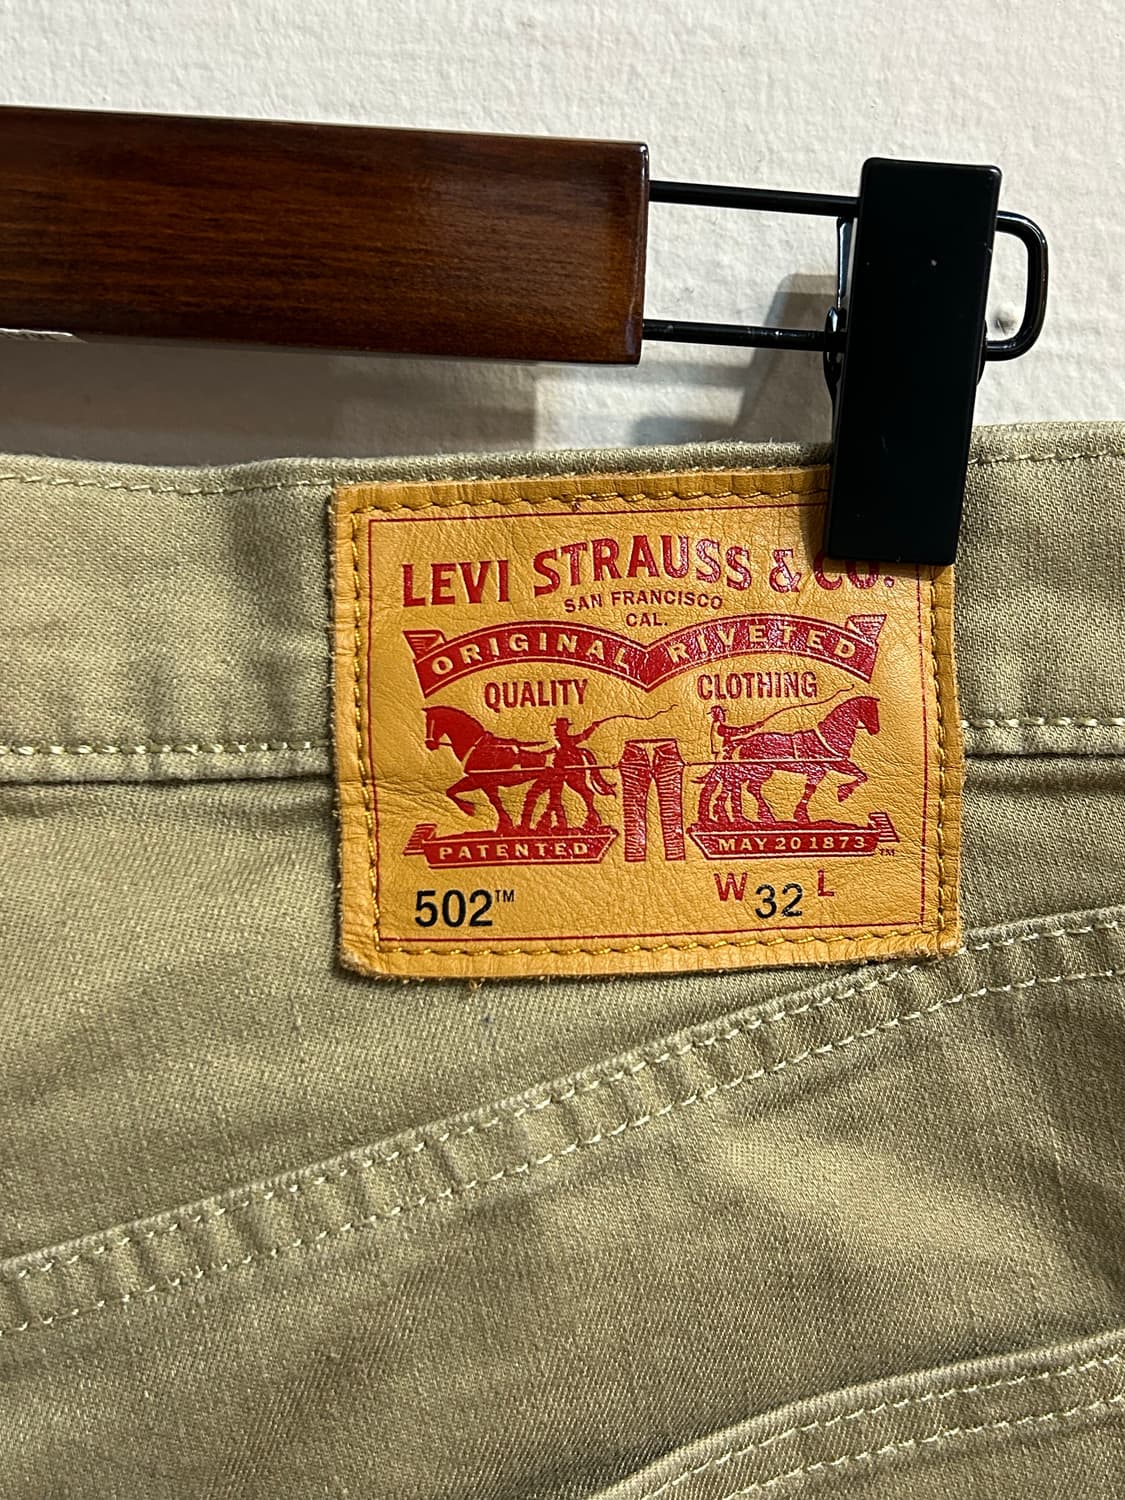 LEVI STRAUSS & CO.
SAN FRANCISCO
CAL.
ORIGINAL RIVETED
QUALITY CLOTHING
PATENTED MAY 20 1873 ™
502™ W 32 L